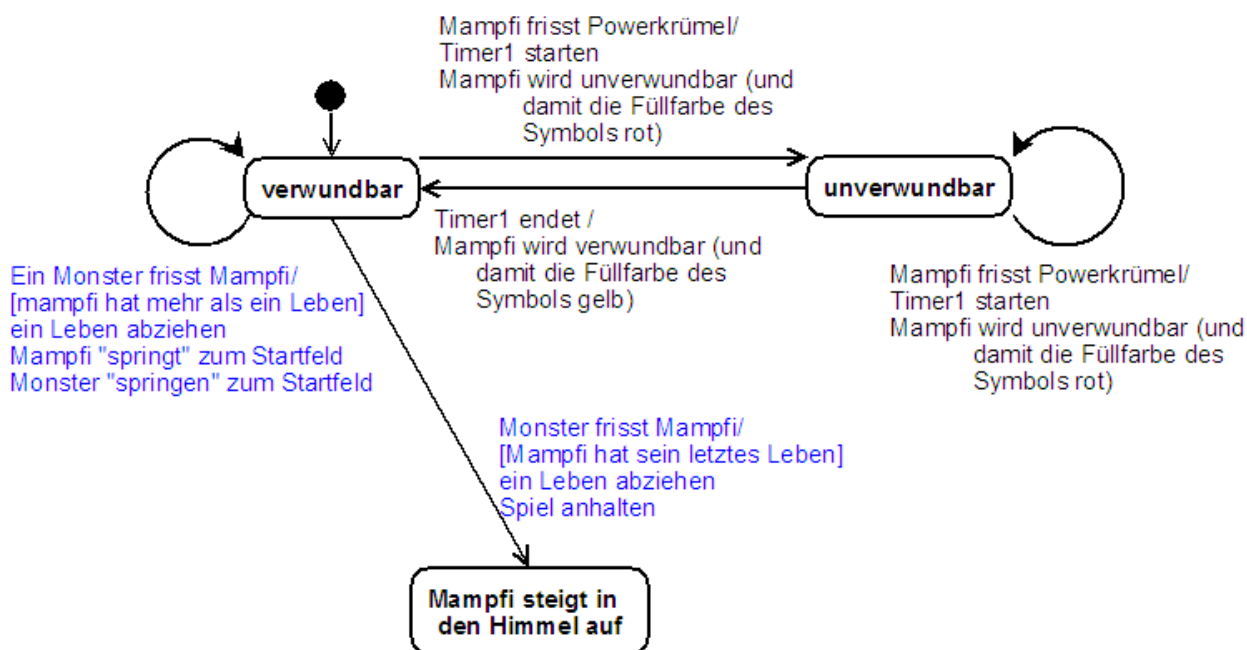 Mampfi frisst Powerkrümel/
Timer1 starten
Mampfi wird unverwundbar (und
damit die Füllfarbe des
Symbols rot)
verwundbar
unverwundbar
Timer1 endet /
Mampfi wird verwundbar (und
damit die Füllfarbe des
Symbols gelb)
Ein Monster frisst Mampfi/
[mampfi hat mehr als ein Leben]
ein Leben abziehen
Mampfi "springt" zum Startfeld
Monster "springen" zum Startfeld
Mampfi frisst Powerkrümel/
Timer1 starten
Mampfi wird unverwundbar (und
damit die Füllfarbe des
Symbols rot)
Monster frisst Mampfi/
[Mampfi hat sein letztes Leben]
ein Leben abziehen
Spiel anhalten
Mampfi steigt in
den Himmel auf